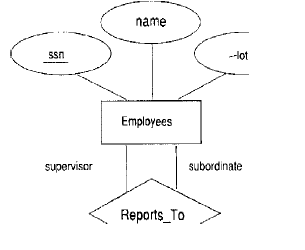 name
ssn
--lot
Employees
supervisor subordinate
Reports_To